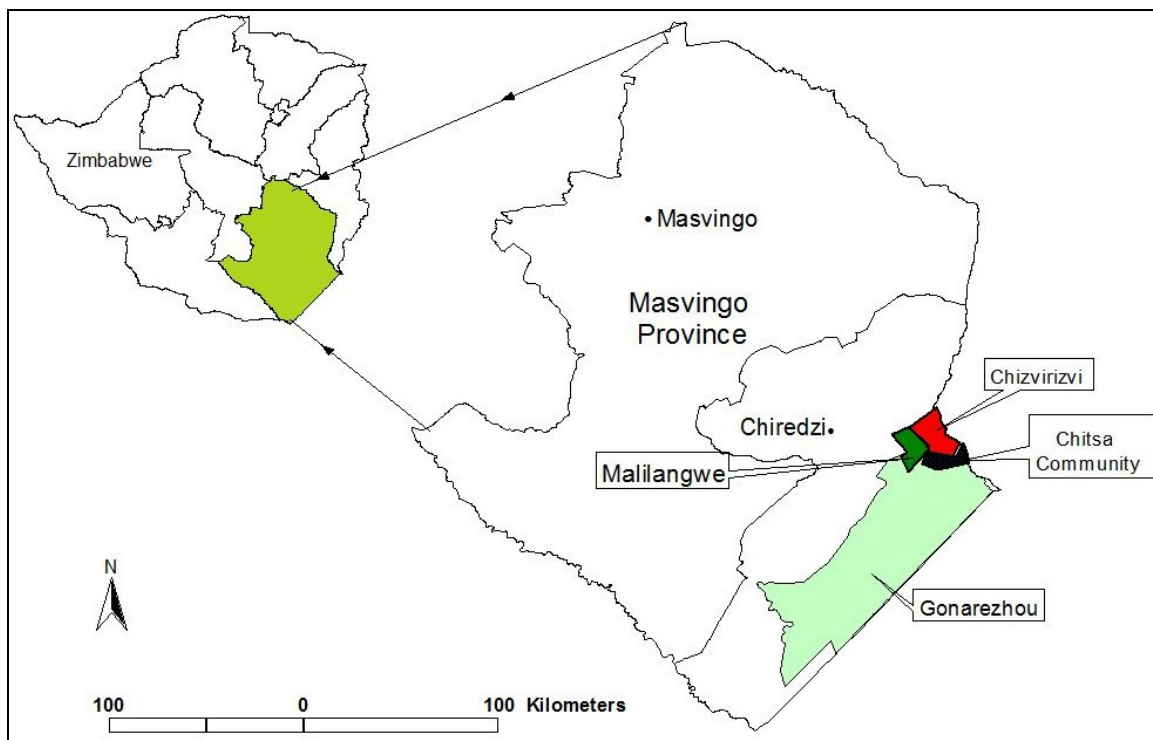 Zimbabwe
Masvingo
Masvingo
Province
Chizvirizvi
Chiredzi
Chitsa
Community
Malilangwe
N
Gonarezhou
100 0 100 Kilometers